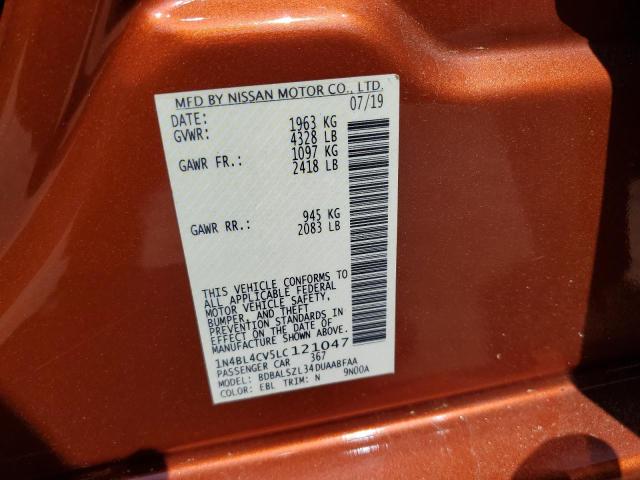 MFD BY NISSAN MOTOR CO., LTD.
DATE: 07/19
GVWR: 1963 KG
4328 LB
GAWR FR.: 1097 KG
2418 LB
GAWR RR.: 945 KG
2083 LB
THIS VEHICLE CONFORMS TO
ALL APPLICABLE FEDERAL
MOTOR VEHICLE SAFETY,
BUMPER, AND THEFT
PREVENTION STANDARDS IN
EFFECT ON THE DATE OF
MANUFACTURE SHOWN ABOVE.
1N4BL4CV5LC121047
PASSENGER CAR 367
MODEL: BDBALSZL34DUAABFAA
COLOR: EBL TRIM: N 9N00A